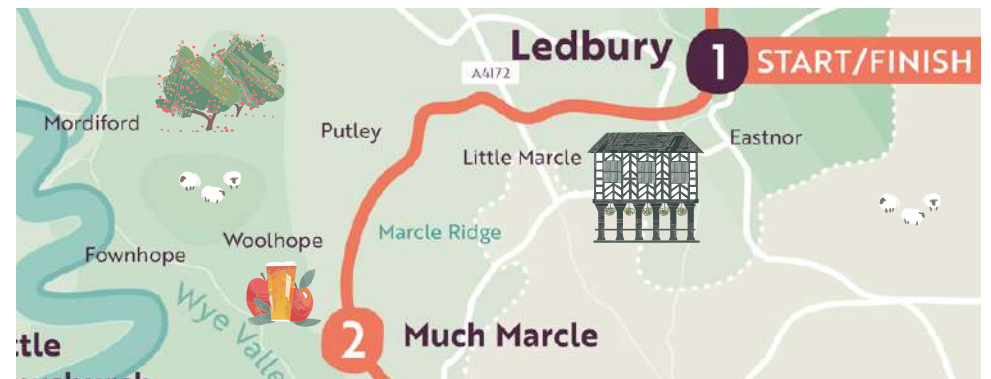 Ledbury
1
START/FINISH
A4172
Mordiford
Putley
Eastnor
Little Marcle
Woolhope
Marcle Ridge
Fownhope
Wye Valle
2
Much Marcle
ttle